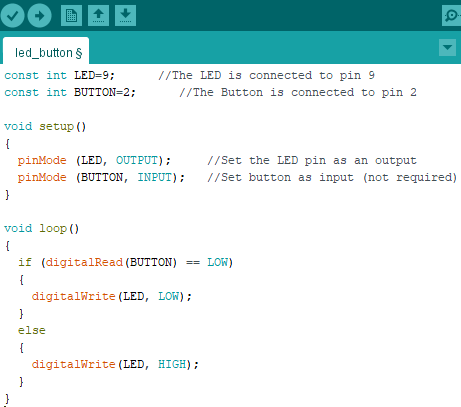 led_button §
const int LED=9;      //The LED is connected to pin 9
const int BUTTON=2;      //The Button is connected to pin 2
void setup()
{
  pinMode (LED, OUTPUT);     //Set the LED pin as an output
  pinMode (BUTTON, INPUT);   //Set button as input (not required)
}
void loop()
{
  if (digitalRead(BUTTON) == LOW)
  {
    digitalWrite(LED, LOW);
  }
  else
  {
    digitalWrite(LED, HIGH);
  }
}